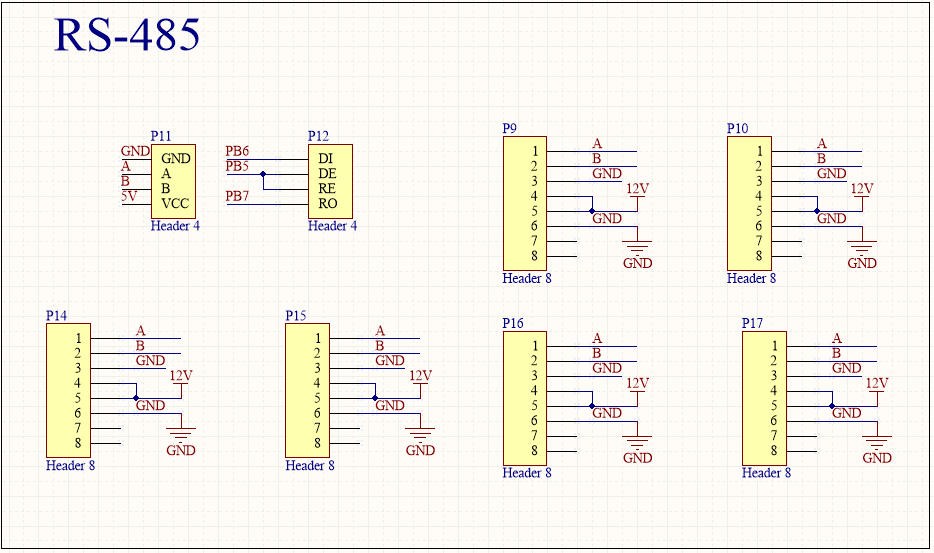 RS-485
P11
GND GND
A A
B B
5V VCC
Header 4
P12
PB6 DI
PB5 DE
RE
PB7 RO
Header 4
P9
1 A
2 B
3 GND
4 12V
5 GND
6
7
8 GND
Header 8
P10
1 A
2 B
3 GND
4 12V
5 GND
6
7
8 GND
Header 8
P14
1 A
2 B
3 GND
4 12V
5 GND
6
7
8 GND
Header 8
P15
1 A
2 B
3 GND
4 12V
5 GND
6
7
8 GND
Header 8
P16
1 A
2 B
3 GND
4 12V
5 GND
6
7
8 GND
Header 8
P17
1 A
2 B
3 GND
4 12V
5 GND
6
7
8 GND
Header 8